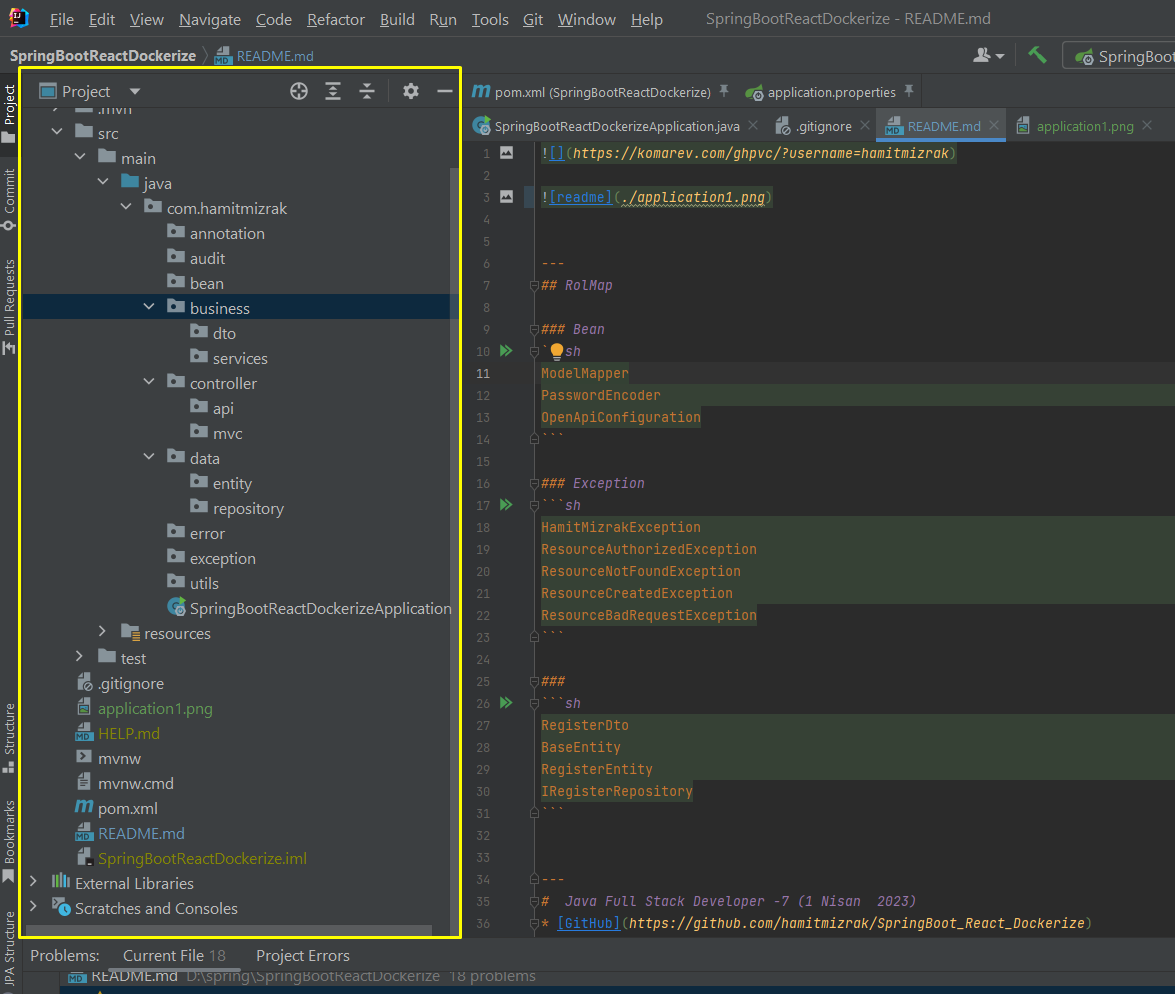 File Edit View Navigate Code Refactor Build Run Tools Git Window Help SpringBootReactDockerize - README.md
SpringBootReactDockerize README.md SpringBoot
Project
Commit
Pull Requests
Structure
Bookmarks
JPA Structure
Project
.mvn
src
main
java
com.hamitmizrak
annotation
audit
bean
business
dto
services
controller
api
mvc
data
entity
repository
error
exception
utils
SpringBootReactDockerizeApplication
resources
test
.gitignore
application1.png
HELP.md
mvnw
mvnw.cmd
pom.xml
README.md
SpringBootReactDockerize.iml
External Libraries
Scratches and Consoles
pom.xml (SpringBootReactDockerize) application.properties
SpringBootReactDockerizeApplication.java .gitignore README.md application1.png
1 ![](https://komarev.com/ghpvc/?username=hamitmizrak)
2
3 ![readme](./application1.png)
4
5
6 ---
7 ## RolMap
8
9 ### Bean
10 `sh
11 ModelMapper
12 PasswordEncoder
13 OpenApiConfiguration
14 ```
15
16 ### Exception
17 ```sh
18 HamitMizrakException
19 ResourceAuthorizedException
20 ResourceNotFoundException
21 ResourceCreatedException
22 ResourceBadRequestException
23 ```
24
25 ###
26 ```sh
27 RegisterDto
28 BaseEntity
29 RegisterEntity
30 IRegisterRepository
31 ```
32
33
34 ---
35 #  Java Full Stack Developer -7 (1 Nisan  2023)
36 * [GitHub](https://github.com/hamitmizrak/SpringBoot_React_Dockerize)
Problems: Current File 18 Project Errors
README.md D:\spring\SpringBootReactDockerize 18 problems